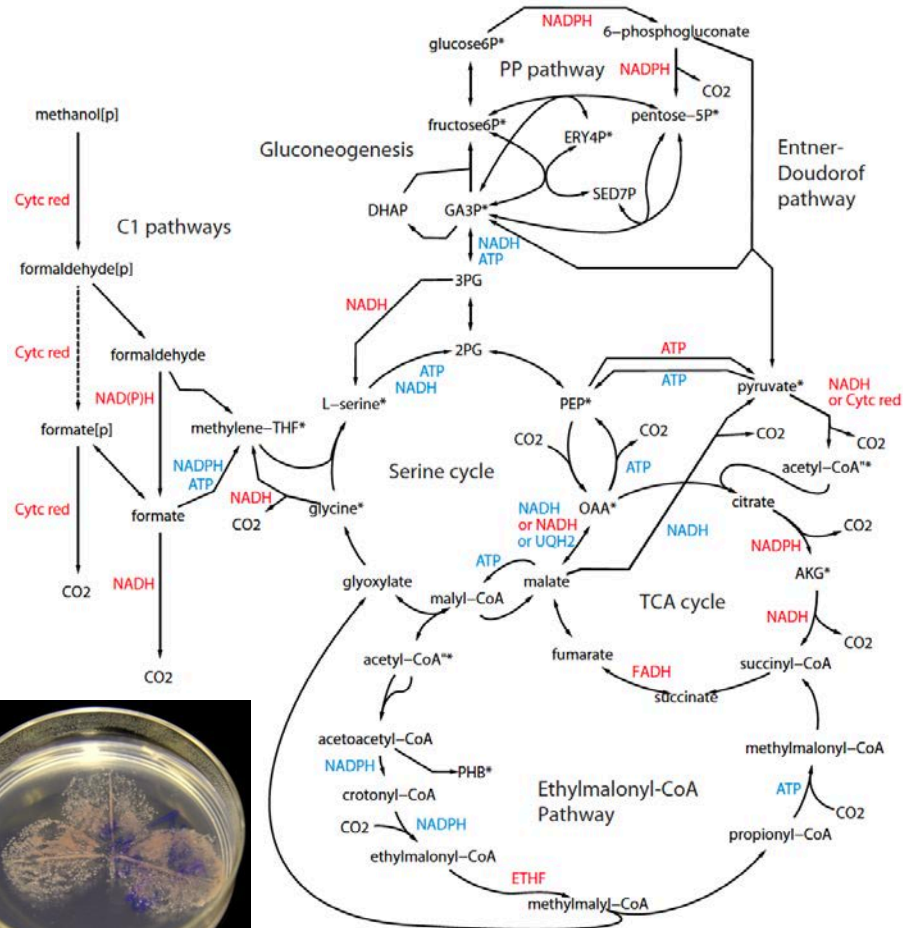 NADPH
6-phosphogluconate
glucose6P*
PP pathway
NADPH
CO2
methanol[p]
fructose6P*
ERY4P*
pentose-5P*
Gluconeogenesis
Entner-
Doudorof
pathway
Cytc red
DHAP
GA3P*
SED7P
C1 pathways
NADH
ATP
formaldehyde[p]
3PG
NADH
Cytc red
formaldehyde
2PG
ATP
ATP
NADH
ATP
pyruvate*
NADH
or Cytc red
NAD(P)H
L-serine*
PEP*
formate[p]
methylene-THF*
CO2
CO2
CO2
CO2
acetyl-CoA"*
NADPH
ATP
Serine cycle
ATP
Cytc red
NADH
glycine*
NADH
or NADH
or UQH2
OAA*
citrate
NADH
formate
CO2
CO2
NADPH
NADH
ATP
CO2
glyoxylate
malyl-CoA
malate
AKG*
TCA cycle
NADH
CO2
CO2
acetyl-CoA"*
fumarate
succinyl-CoA
FADH
succinate
acetoacetyl-CoA
methylmalonyl-CoA
NADPH
PHB*
crotonyl-CoA
Ethylmalonyl-CoA
Pathway
ATP
CO2
CO2
NADPH
propionyl-CoA
ethylmalonyl-CoA
ETHF
methylmalyl-CoA